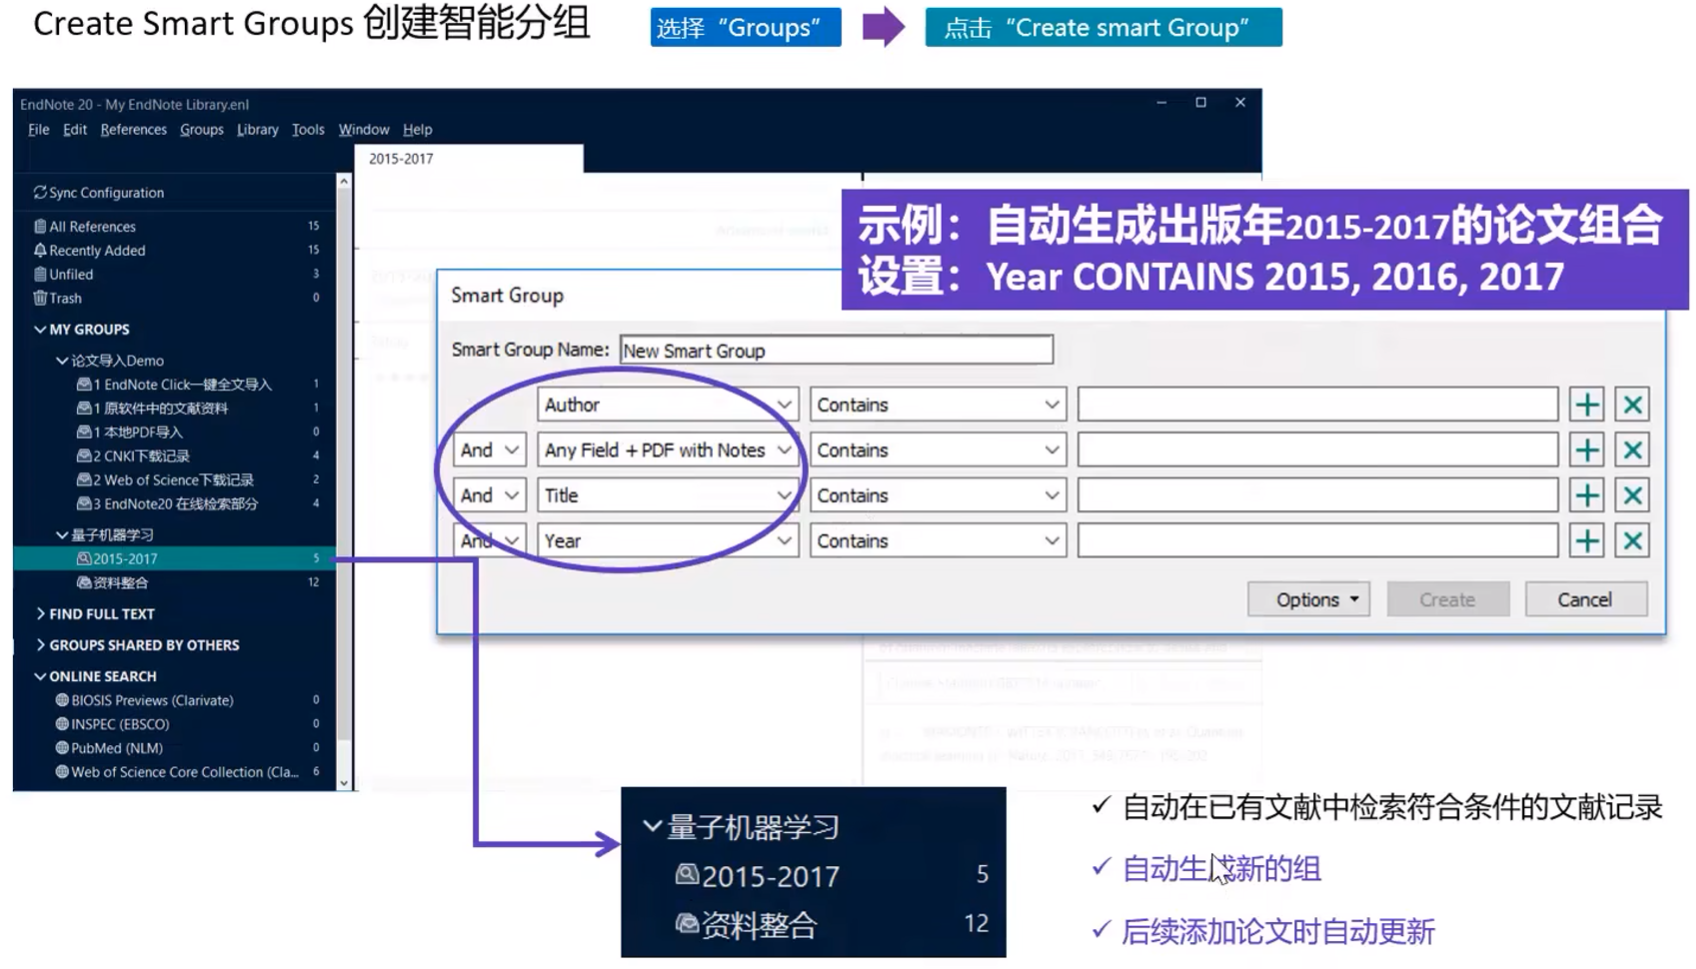 Create Smart Groups 创建智能分组
选择“Groups”
点击“Create smart Group”
EndNote 20 - My EndNote Library.enl
File Edit References Groups Library Tools Window Help
2015-2017
Sync Configuration
All References 15
Recently Added 15
Unfiled 3
Trash 0
MY GROUPS
论文导入Demo
1 EndNote Click一键全文导入 1
1 原软件中的文献资料 1
1 本地PDF导入 0
2 CNKI下载记录 4
2 Web of Science下载记录 2
3 EndNote20 在线检索部分 4
量子机器学习
2015-2017 5
资料整合 12
FIND FULL TEXT
GROUPS SHARED BY OTHERS
ONLINE SEARCH
BIOSIS Previews (Clarivate) 0
INSPEC (EBSCO) 0
PubMed (NLM) 0
Web of Science Core Collection (Cla... 6
示例：自动生成出版年2015-2017的论文组合
设置：Year CONTAINS 2015, 2016, 2017
Smart Group
Smart Group Name: New Smart Group
Author Contains
And Any Field + PDF with Notes Contains
And Title Contains
And Year Contains
Options Create Cancel
量子机器学习
2015-2017 5
资料整合 12
✓ 自动在已有文献中检索符合条件的文献记录
✓ 自动生成新的组
✓ 后续添加论文时自动更新